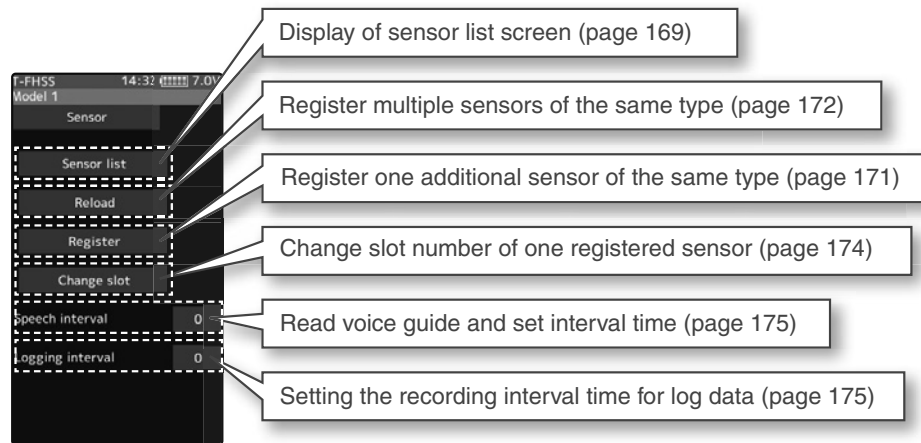 Display of sensor list screen (page 169)
T-FHSS 14:32 7.0V
Model 1
Sensor
Register multiple sensors of the same type (page 172)
Sensor list
Register one additional sensor of the same type (page 171)
Reload
Register
Change slot number of one registered sensor (page 174)
Change slot
Speech interval 0
Read voice guide and set interval time (page 175)
Logging interval 0
Setting the recording interval time for log data (page 175)